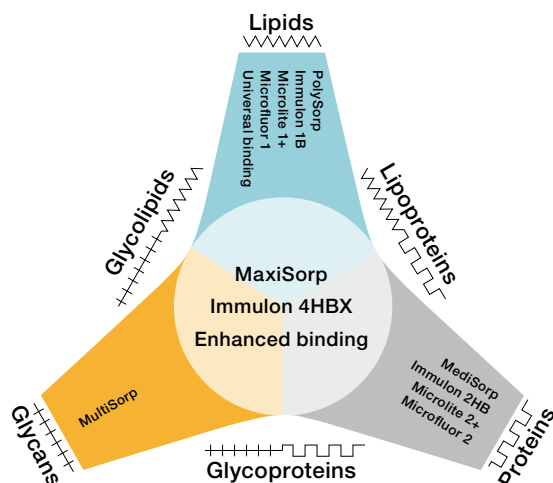 Lipids
PolySorp
Immulon 1B
Microlite 1+
Microfluor 1
Universal binding
Glycolipids
Lipoproteins
MaxiSorp
Immulon 4HBX
Enhanced binding
MultiSorp
MediSorp
Immulon 2HB
Microlite 2+
Microfluor 2
Glycans
Glycoproteins
Proteins